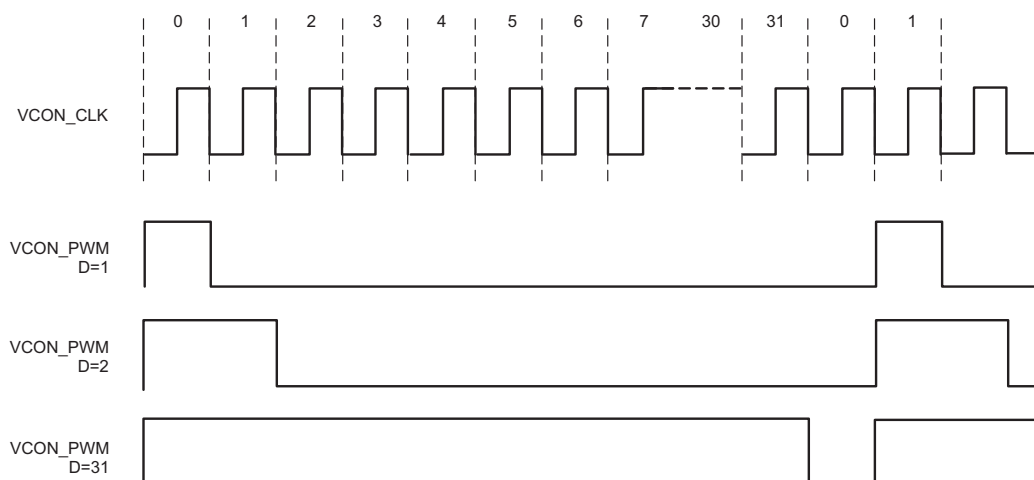 0 1 2 3 4 5 6 7 30 31 0 1
VCON_CLK
VCON_PWM
D=1
VCON_PWM
D=2
VCON_PWM
D=31